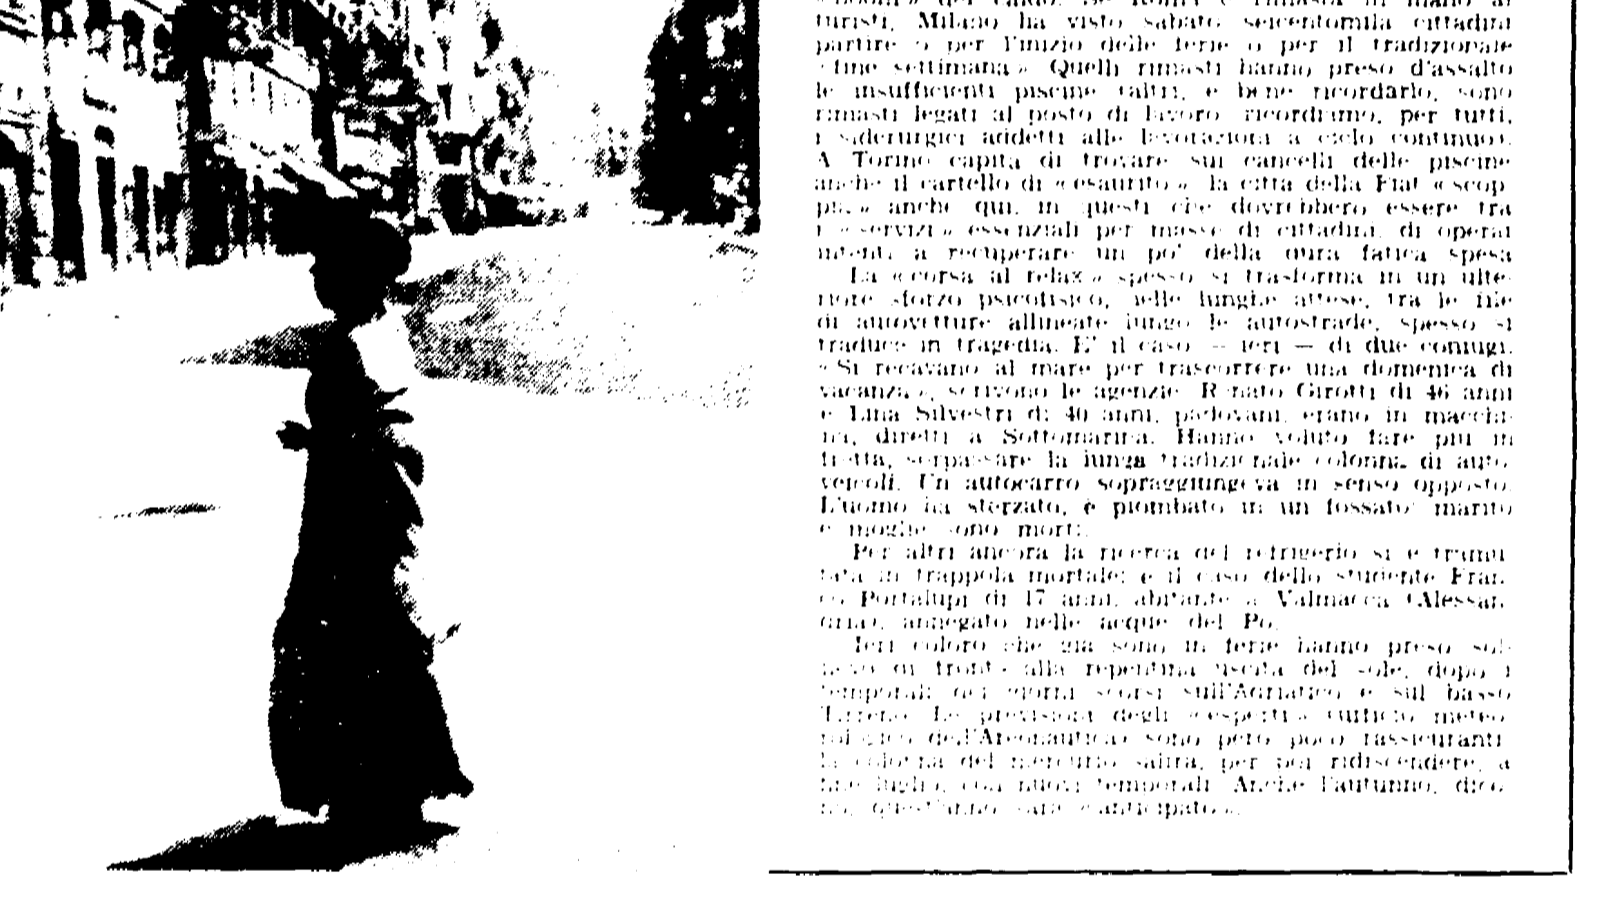 turisti, Milano ha visto sabato seicentomila cittadini
partire o per l'inizio delle ferie o per il tradizionale
«fine settimana». Quelli rimasti hanno preso d'assalto
le insufficienti piscine (altri, è bene ricordarlo, sono
rimasti legati al posto di lavoro: ricordiamo, per tutti,
i siderurgici addetti alle lavorazioni a ciclo continuo).
A Torino capita di trovare sui cancelli delle piscine
anche il cartello di «esaurito»: la città della Fiat «scop-
pia» anche qui, in questi che dovrebbero essere tra
i «servizi» essenziali per masse di cittadini, di operai
intenti a recuperare un po' della dura fatica spesa
La «corsa al relax» spesso si trasforma in un ulte-
riore sforzo psicofisico, nelle lunghe attese, tra le file
di autovetture allineate lungo le autostrade, spesso si
traduce in tragedia. E' il caso — ieri — di due coniugi.
«Si recavano al mare per trascorrere una domenica di
vacanza», scrivono le agenzie. Renato Girotti di 46 anni
e Lina Silvestri di 40 anni, padovani, erano in macchi-
na, diretti a Sottomarina. Hanno voluto fare più in
fretta, sorpassare la lunga tradizionale colonna di auto-
veicoli. Un autocarro sopraggiungeva in senso opposto.
L'uomo ha sterzato, è piombato in un fossato: marito
e moglie sono morti.
Per altri ancora la ricerca del refrigerio si è tramu-
tata in trappola mortale: è il caso dello studente Fran-
co Portalupi di 17 anni, abitante a Valmacca (Alessan-
dria), annegato nelle acque del Po.
Ieri coloro che già sono in ferie hanno preso sol-
lievo di fronte alla repentina uscita del sole, dopo i
temporali dei giorni scorsi sull'Adriatico e sul basso
Tirreno. Le previsioni degli «esperti» (ufficio meteo-
rologico dell'Aeronautica) sono però poco rassicuranti:
la colonna del mercurio salirà, per poi ridiscendere, a
fine luglio, con nuovi temporali. Anche l'autunno, dico-
no, quest'anno sarà «anticipato».